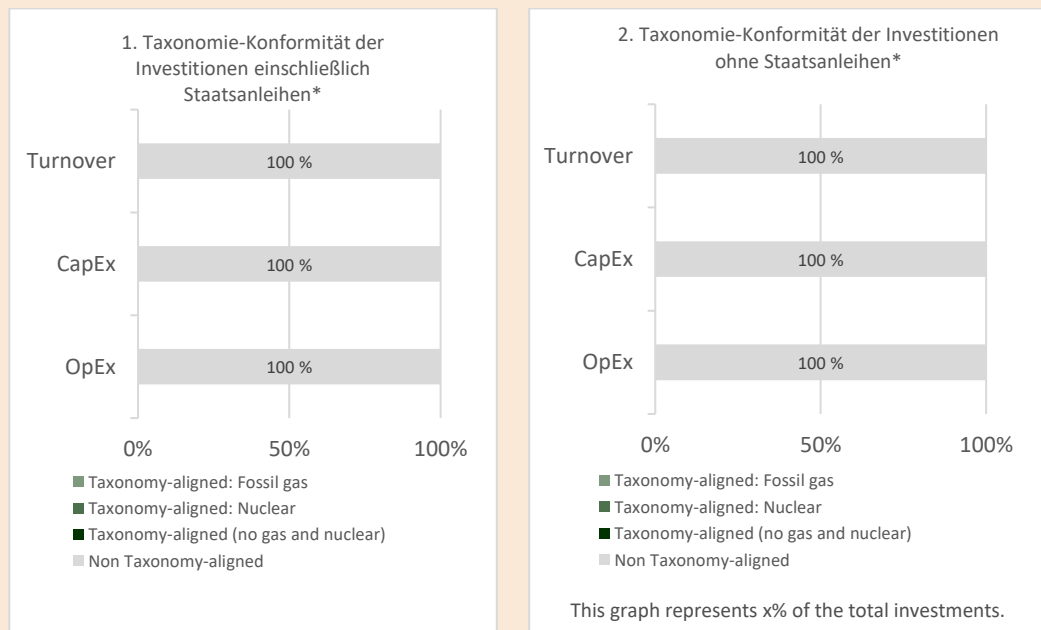 1. Taxonomie-Konformität der
Investitionen einschließlich
Staatsanleihen*
Turnover
100 %
CapEx
100 %
OpEx
100 %
0%
50%
100%
Taxonomy-aligned: Fossil gas
Taxonomy-aligned: Nuclear
Taxonomy-aligned (no gas and nuclear)
Non Taxonomy-aligned
2. Taxonomie-Konformität der Investitionen
ohne Staatsanleihen*
Turnover
100 %
CapEx
100 %
OpEx
100 %
0%
50%
100%
Taxonomy-aligned: Fossil gas
Taxonomy-aligned: Nuclear
Taxonomy-aligned (no gas and nuclear)
Non Taxonomy-aligned
This graph represents x% of the total investments.